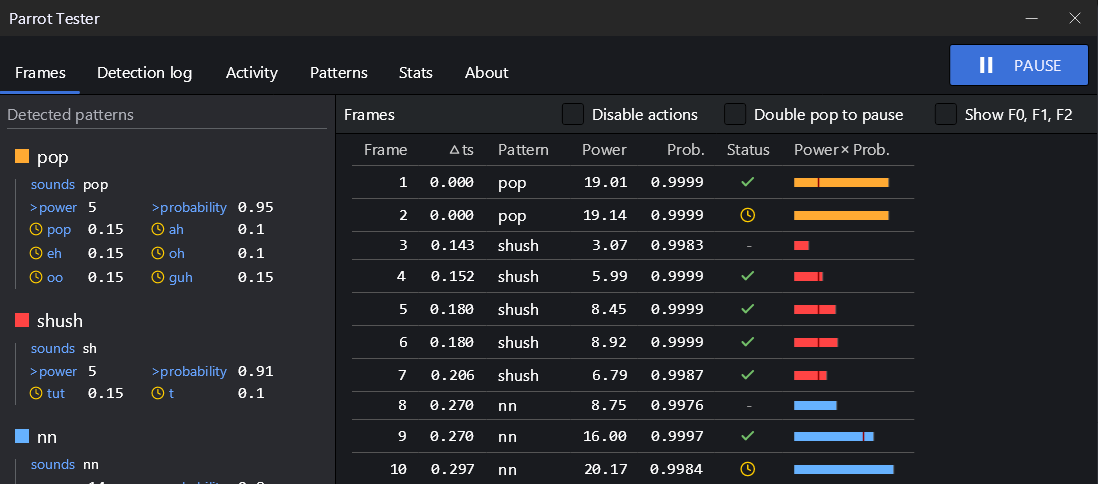 Parrot Tester
Frames Detection log Activity Patterns Stats About PAUSE
Detected patterns
pop
sounds pop
>power 5 >probability 0.95
pop 0.15 ah 0.1
eh 0.15 oh 0.1
oo 0.15 guh 0.15
shush
sounds sh
>power 5 >probability 0.91
tut 0.15 t 0.1
nn
sounds nn
Frames Disable actions Double pop to pause Show F0, F1, F2
Frame Δ ts Pattern Power Prob. Status Power × Prob.
1 0.000 pop 19.01 0.9999
2 0.000 pop 19.14 0.9999
3 0.143 shush 3.07 0.9983 -
4 0.152 shush 5.99 0.9999
5 0.180 shush 8.45 0.9999
6 0.180 shush 8.92 0.9999
7 0.206 shush 6.79 0.9987
8 0.270 nn 8.75 0.9976 -
9 0.270 nn 16.00 0.9997
10 0.297 nn 20.17 0.9984